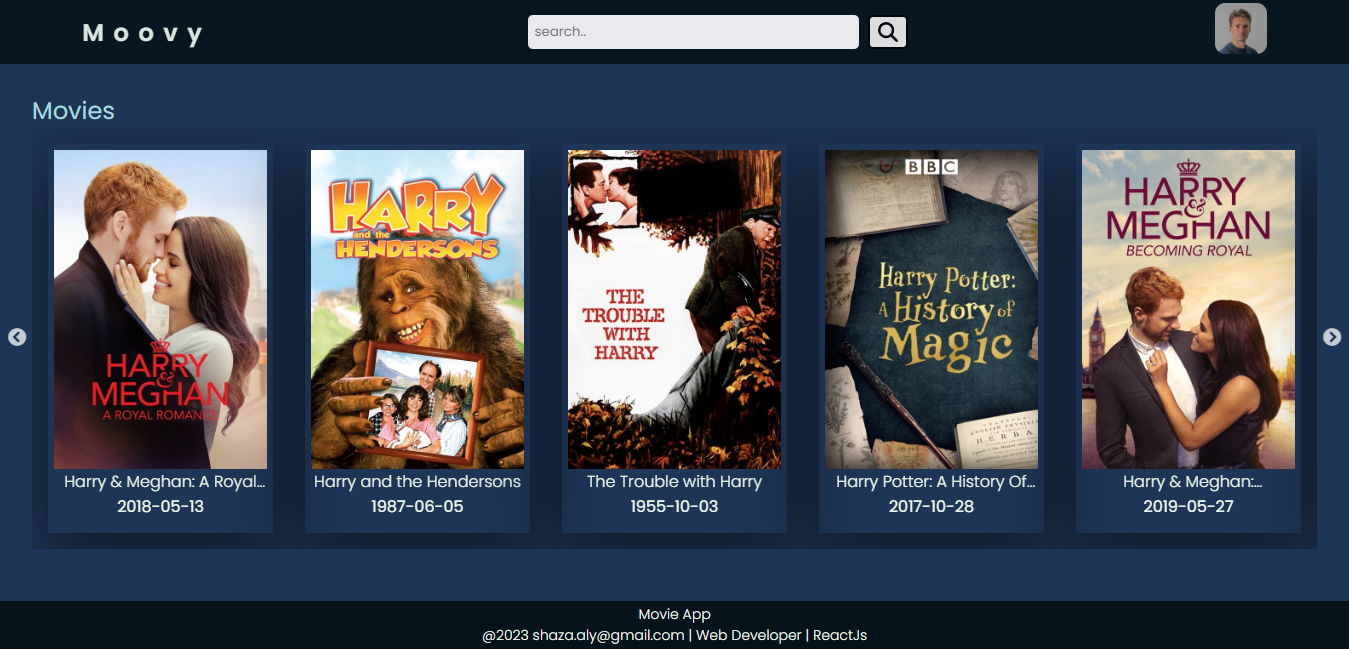 Moovy
search..
Movies
HARRY
&
MEGHAN
A ROYAL ROMANCE
Harry & Meghan: A Royal...
2018-05-13
HARRY
and the
HENDERSONS
Harry and the Hendersons
1987-06-05
THE
TROUBLE
WITH
HARRY
The Trouble with Harry
1955-10-03
BBC
Harry Potter:
A History of
Magic
HERBA
Harry Potter: A History Of...
2017-10-28
HARRY
&
MEGHAN
BECOMING ROYAL
Harry & Meghan:...
2019-05-27
Movie App
@2023 shaza.aly@gmail.com | Web Developer | ReactJs